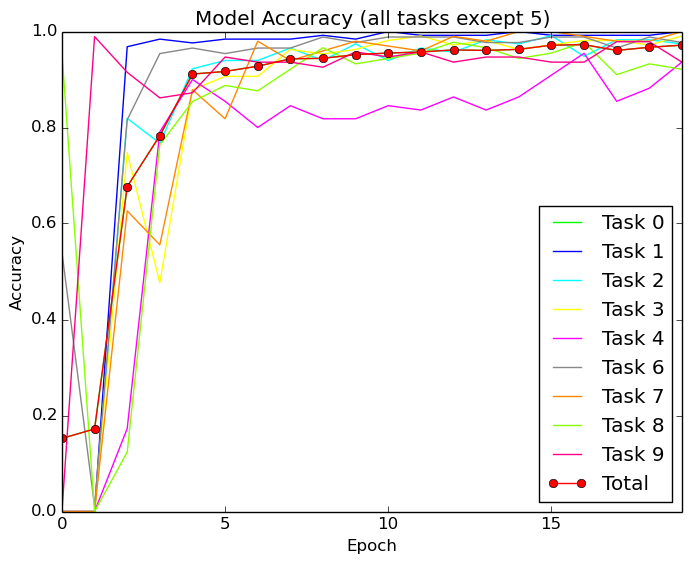 Model Accuracy (all tasks except 5)
1.0
0.8
0.6
0.4
0.2
0.0
Accuracy
0
5
10
15
Epoch
Task 0
Task 1
Task 2
Task 3
Task 4
Task 6
Task 7
Task 8
Task 9
Total